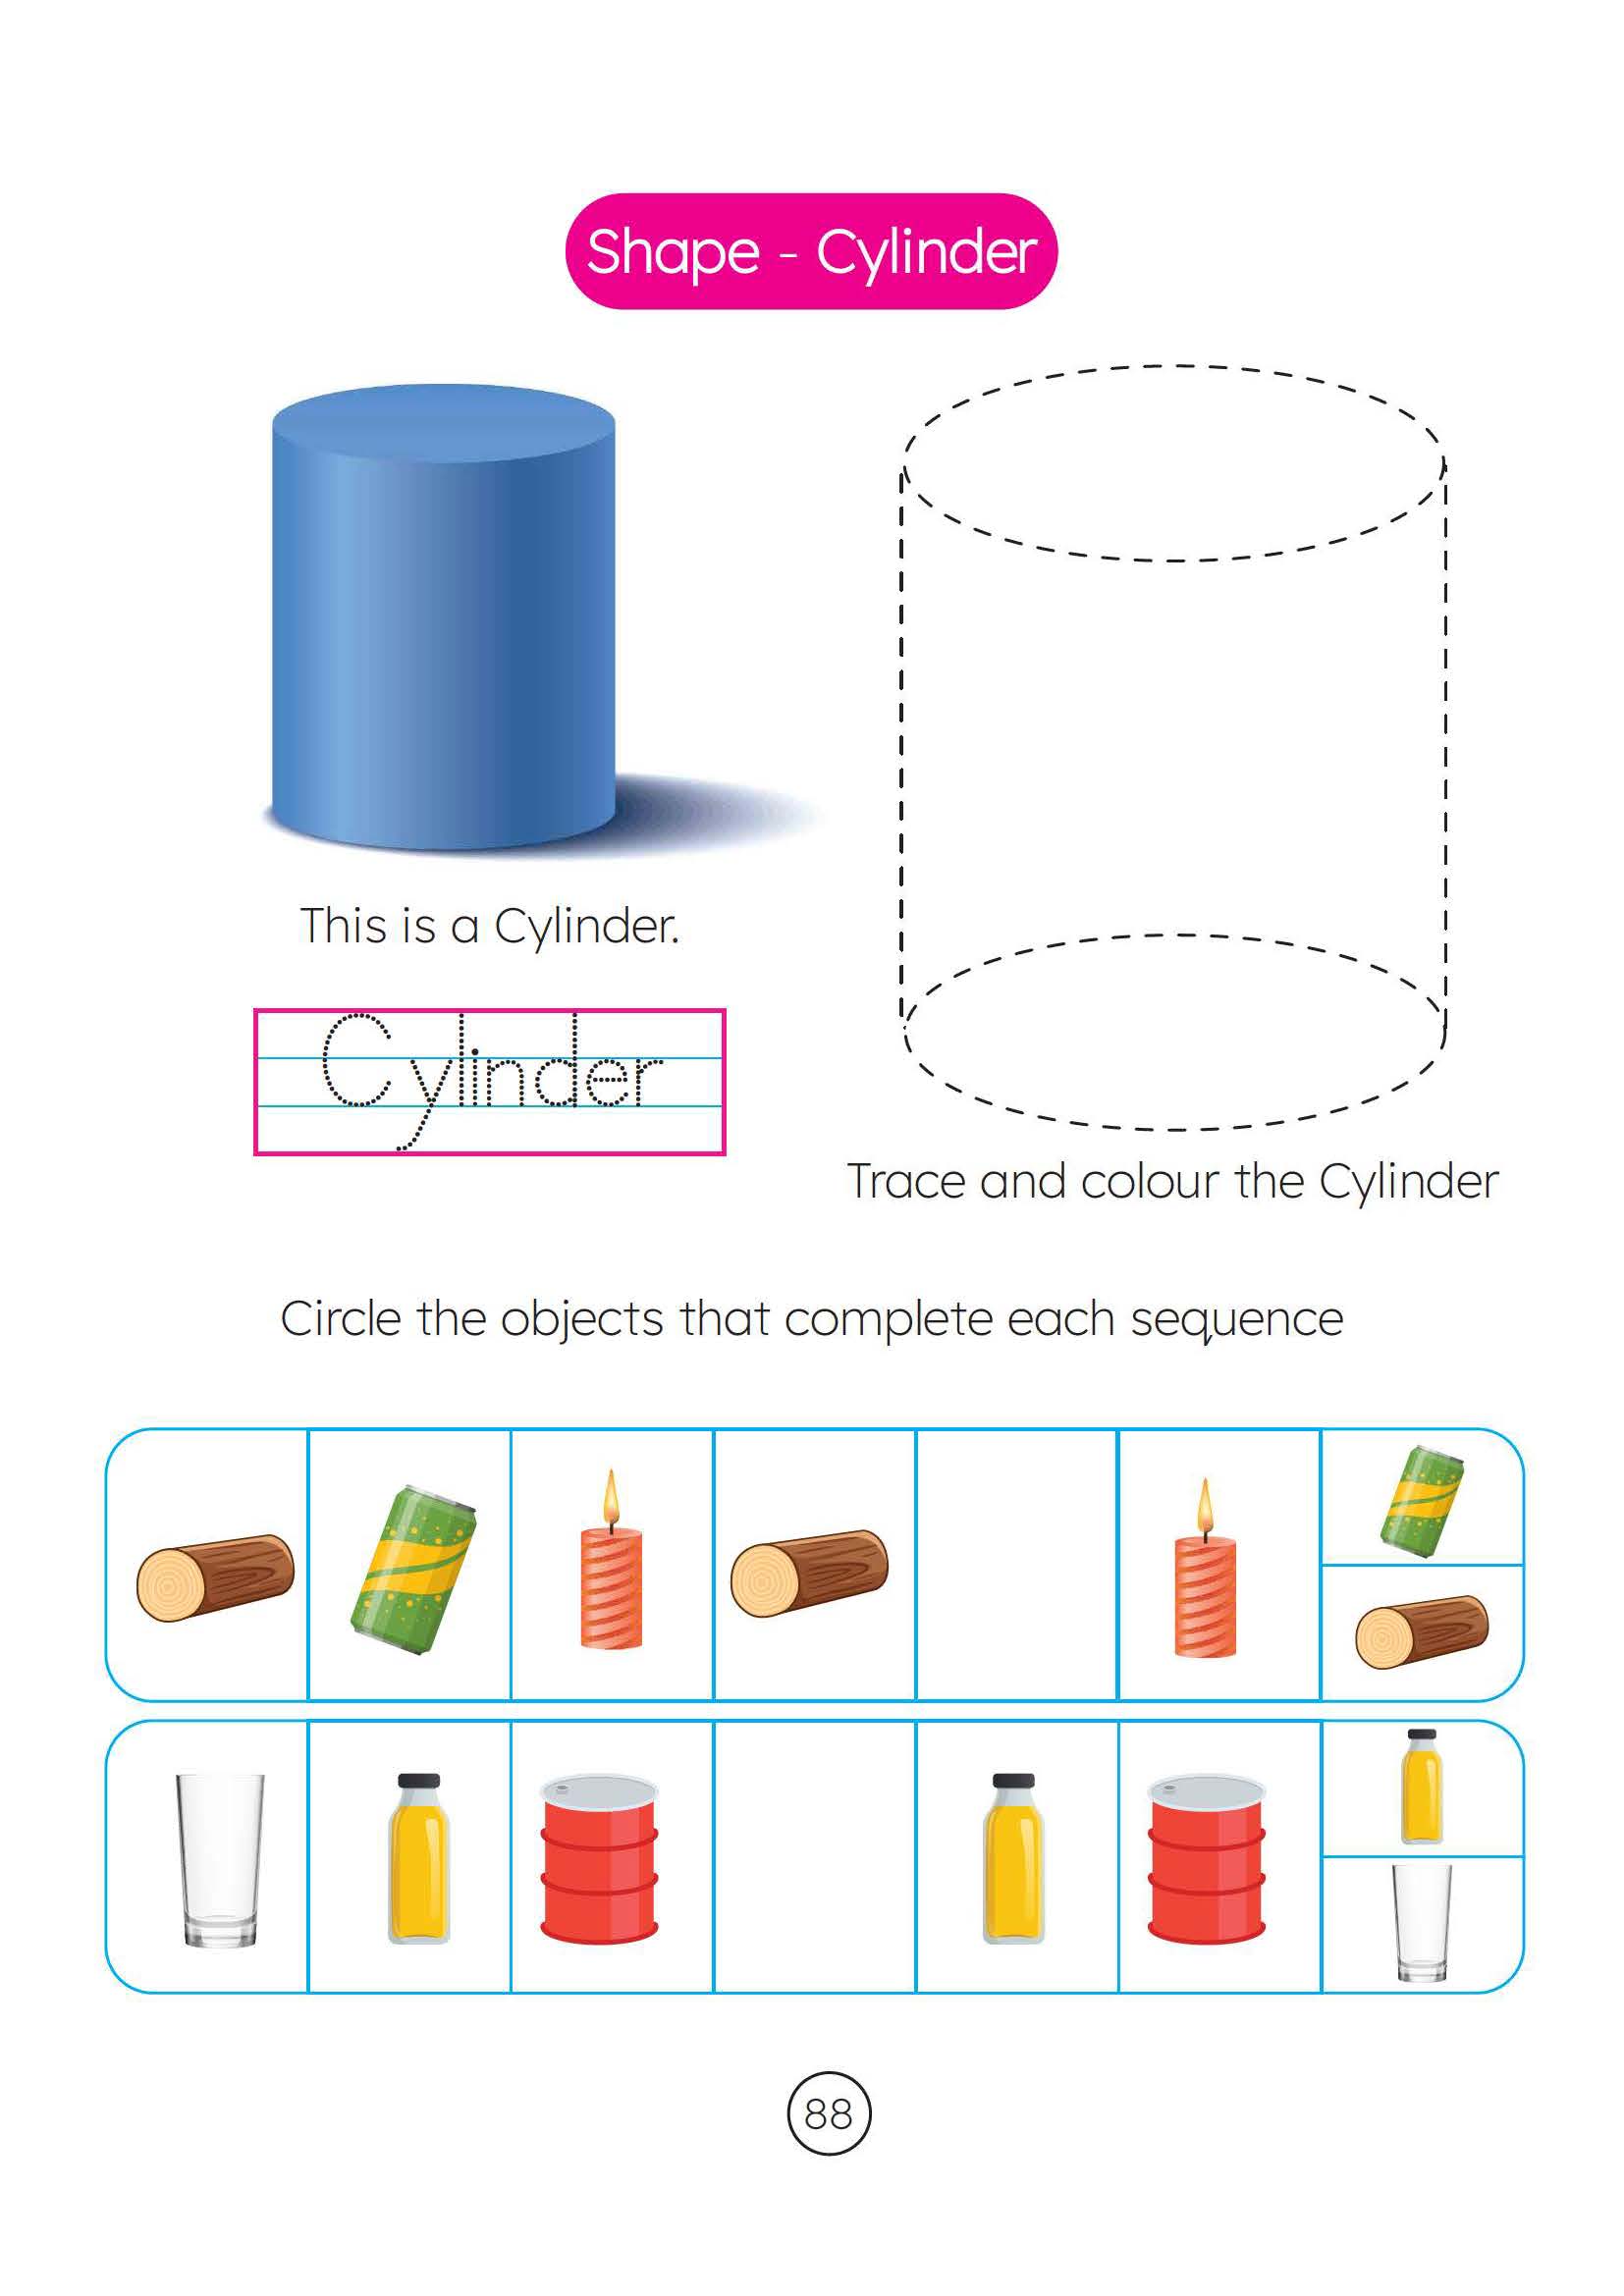 Shape - Cylinder
This is a Cylinder.
Cylinder
Trace and colour the Cylinder
Circle the objects that complete each sequence
88